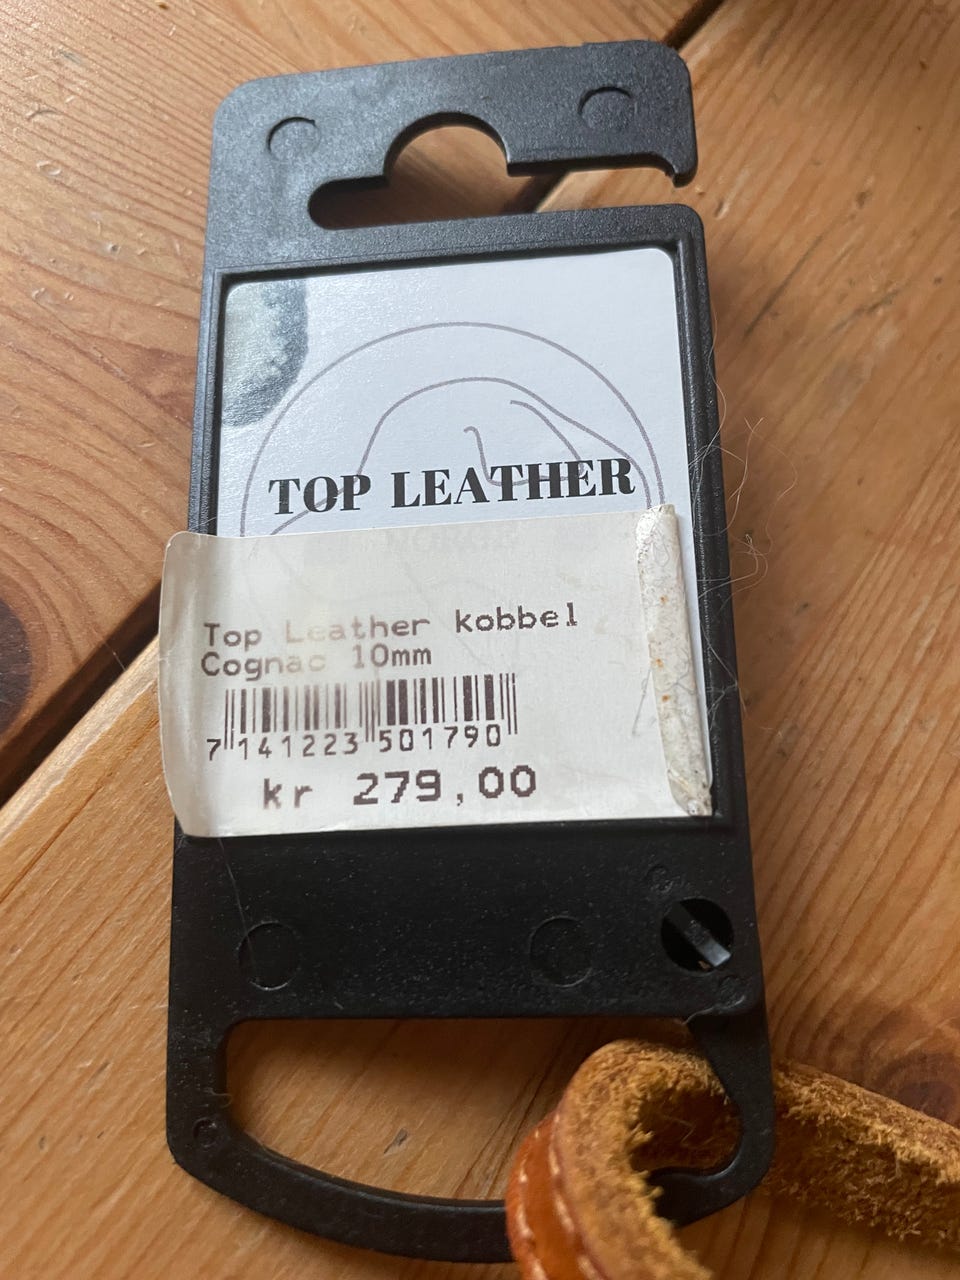 TOP LEATHER
Top Leather kobbel
Cognac 10mm
7 141223 501790
kr 279,00